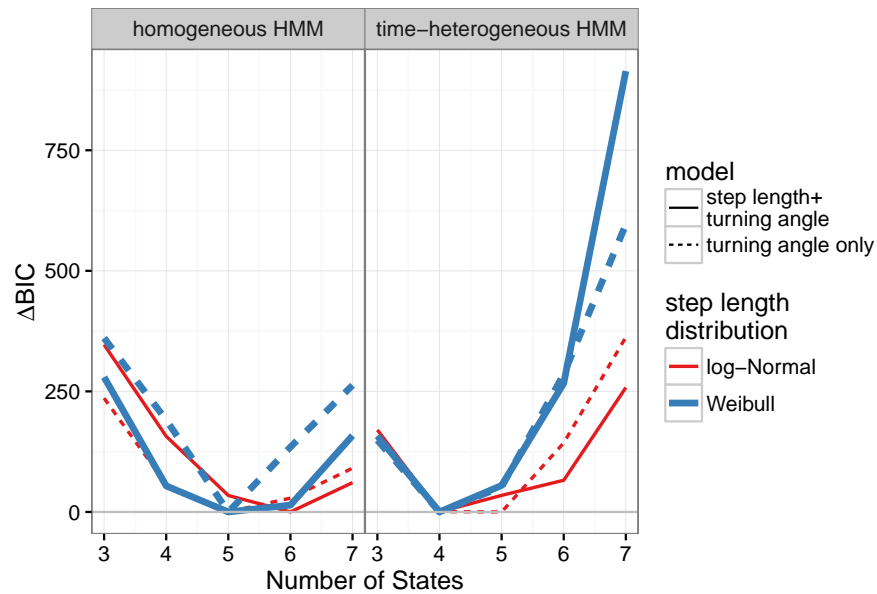 homogeneous HMM
time−heterogeneous HMM
ΔBIC
750
500
250
0
3 4 5 6 7
3 4 5 6 7
Number of States
model
step length+
turning angle
turning angle only
step length
distribution
log−Normal
Weibull